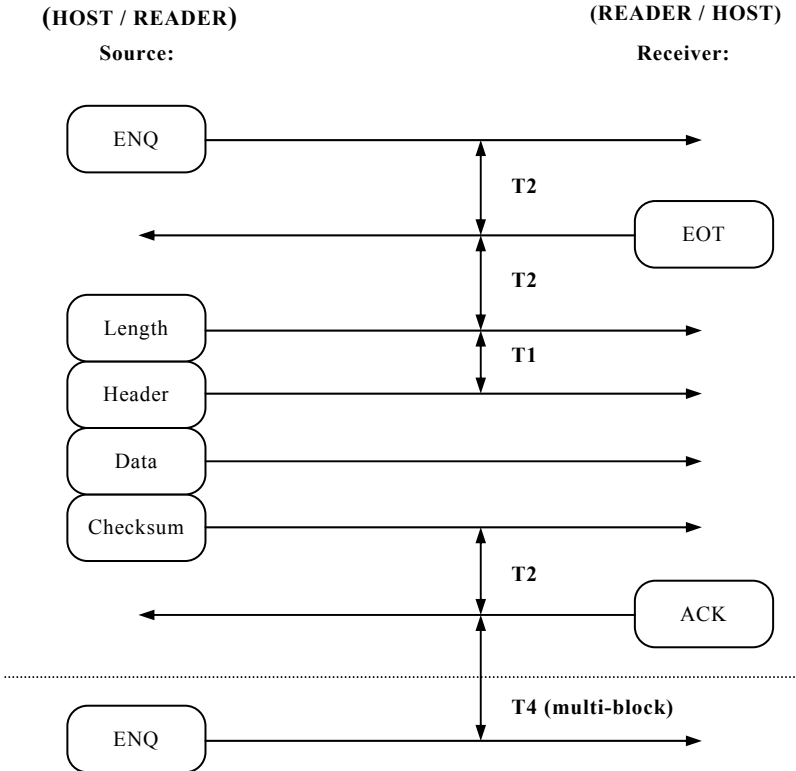 (HOST / READER)
(READER / HOST)
Source:
Receiver:
ENQ
T2
EOT
T2
Length
T1
Header
Data
Checksum
T2
ACK
T4 (multi-block)
ENQ